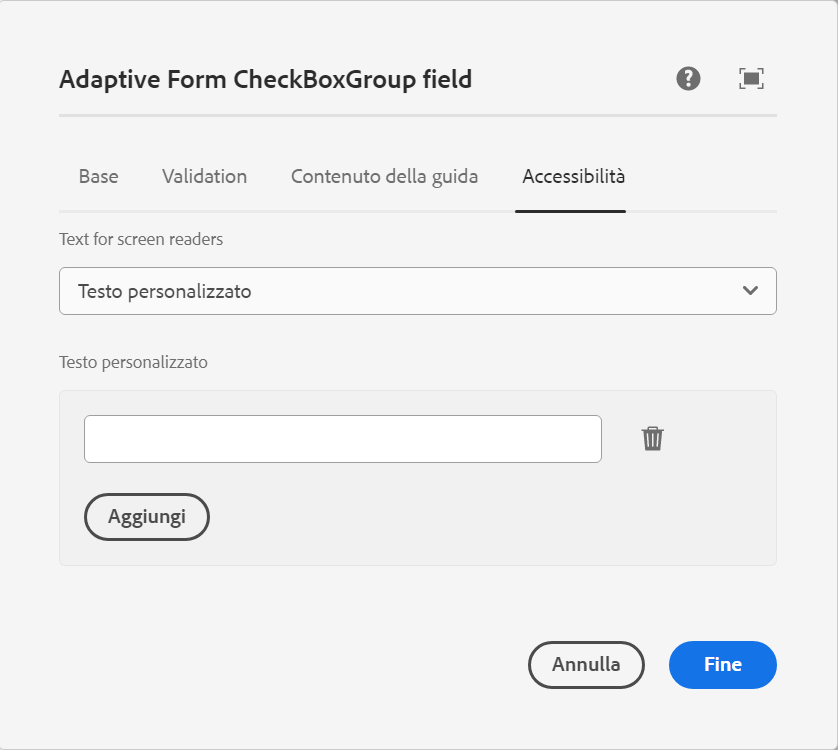 Adaptive Form CheckBoxGroup field
Base Validation Contenuto della guida Accessibilità
Text for screen readers
Testo personalizzato
Testo personalizzato
Aggiungi
Annulla Fine